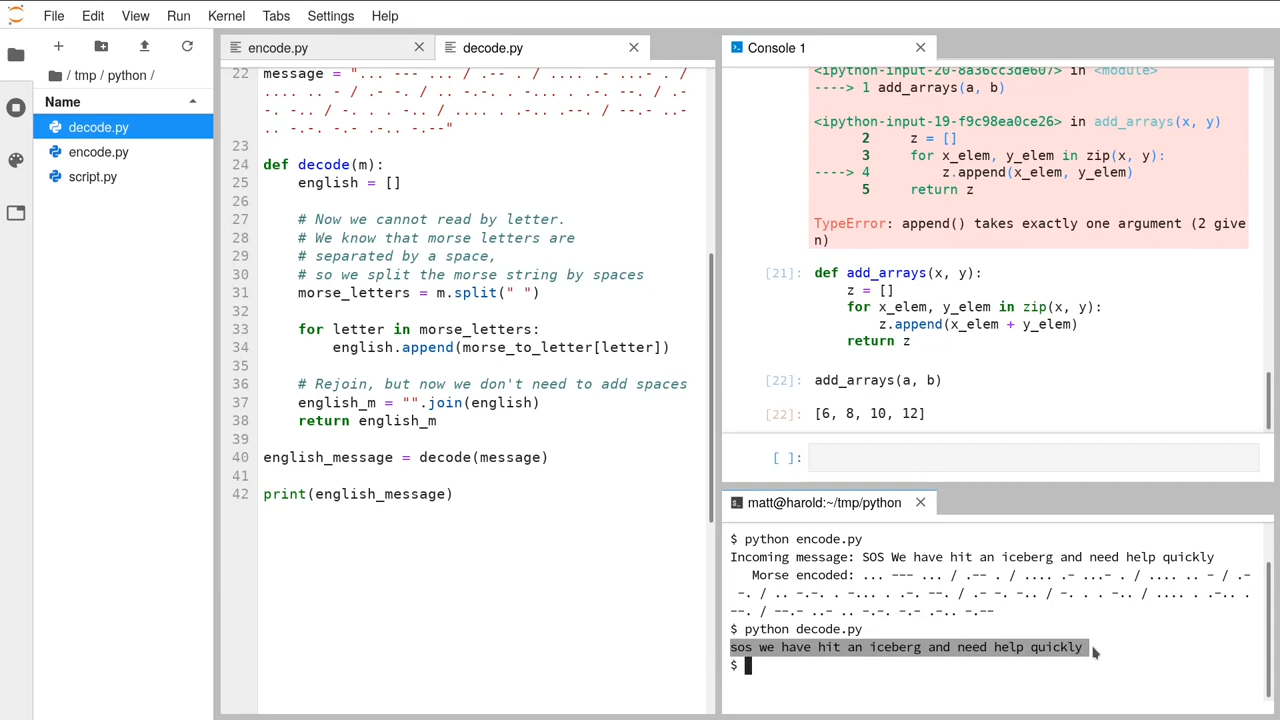 File Edit View Run Kernel Tabs Settings Help
/ tmp / python /
Name
decode.py
encode.py
script.py
encode.py
decode.py
22 message = "... --- ... / .-- . / .... .- ...- . /
.... .. - / .- -. / .. -.-. . -... . .-. --. / .-
-. -.. / -. . . -.. / .... . .-.. .--. / --.- ..-
.. -.-. -.- .-.. -.--"
23
24 def decode(m):
25 english = []
26
27 # Now we cannot read by letter.
28 # We know that morse letters are
29 # separated by a space,
30 # so we split the morse string by spaces
31 morse_letters = m.split(" ")
32
33 for letter in morse_letters:
34 english.append(morse_to_letter[letter])
35
36 # Rejoin, but now we don't need to add spaces
37 english_m = "".join(english)
38 return english_m
39
40 english_message = decode(message)
41
42 print(english_message)
Console 1
<ipython-input-20-8a36cc3de607> in <module>
----> 1 add_arrays(a, b)
<ipython-input-19-f9c98ea0ce26> in add_arrays(x, y)
2 z = []
3 for x_elem, y_elem in zip(x, y):
----> 4 z.append(x_elem, y_elem)
5 return z
TypeError: append() takes exactly one argument (2 give
n)
[21]: def add_arrays(x, y):
z = []
for x_elem, y_elem in zip(x, y):
z.append(x_elem + y_elem)
return z
[22]: add_arrays(a, b)
[22]: [6, 8, 10, 12]
[ ]:
matt@harold:~/tmp/python
$ python encode.py
Incoming message: SOS We have hit an iceberg and need help quickly
Morse encoded: ... --- ... / .-- . / .... .- ...- . / .... .. - / .-
-. / .. -.-. . -... . .-. --. / .- -. -.. / -. . . -.. / .... . .-.. .
--. / --.- ..- .. -.-. -.- .-.. -.--
$ python decode.py
sos we have hit an iceberg and need help quickly
$